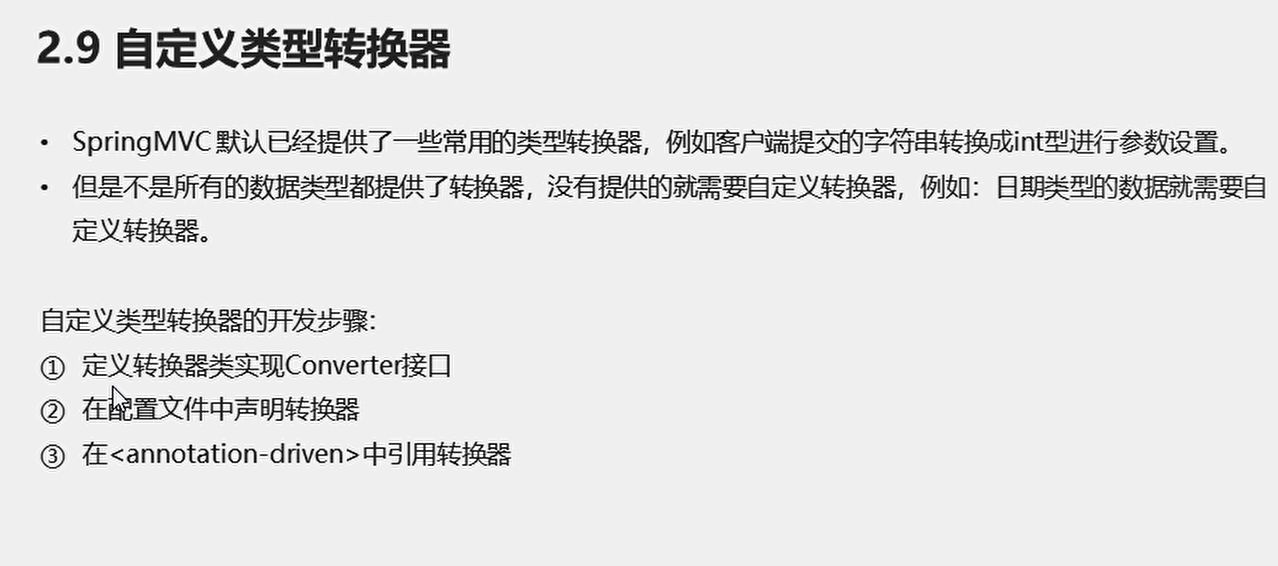 2.9 自定义类型转换器
• SpringMVC 默认已经提供了一些常用的类型转换器，例如客户端提交的字符串转换成int型进行参数设置。
• 但是不是所有的数据类型都提供了转换器，没有提供的就需要自定义转换器，例如：日期类型的数据就需要自
定义转换器。
自定义类型转换器的开发步骤：
① 定义转换器类实现Converter接口
② 在配置文件中声明转换器
③ 在<annotation-driven>中引用转换器